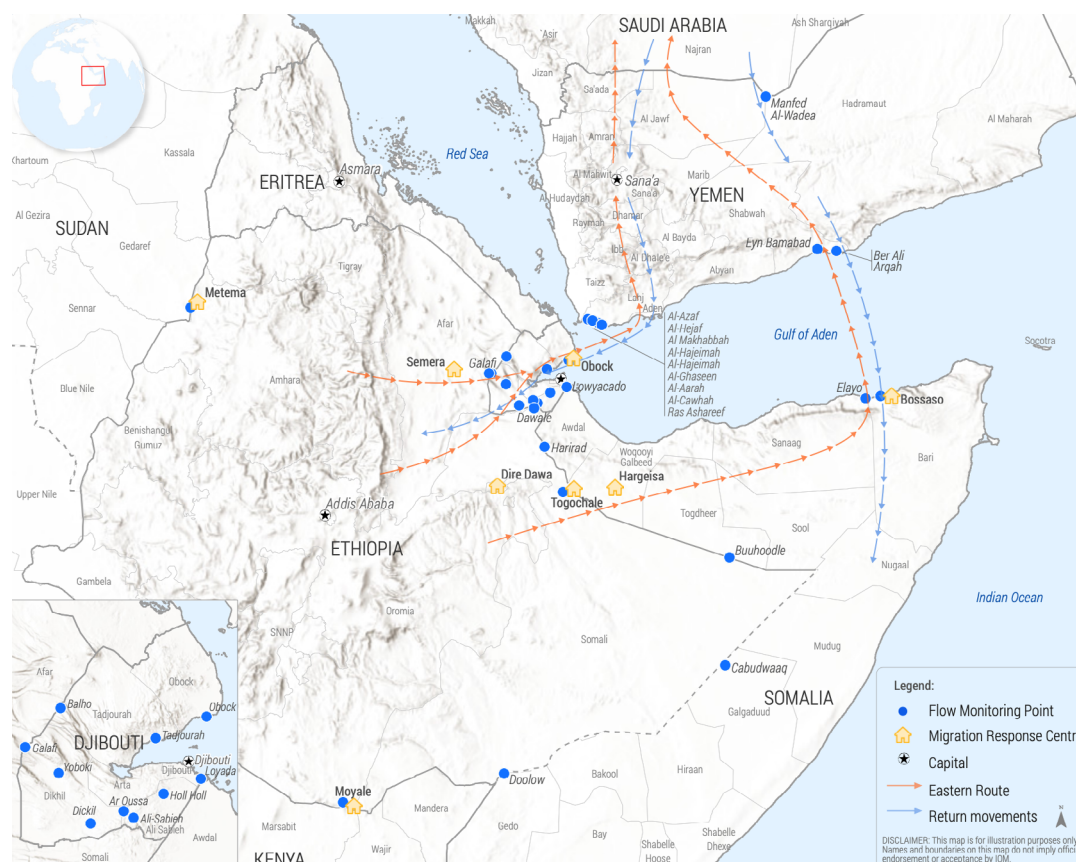 SAUDI ARABIA
Makkah
Ash Sharqiyah
Asir
Najran
Jizan
Sa'ada
Manfed
Al-Wadea
Hadramaut
Al Jawf
Al Maharah
Hajjah
Amran
Khartoum
Kassala
Red Sea
Asmara
ERITREA
Al Mahwit
Sana'a
Sana'a
Marib
YEMEN
Al-Hudaydah
Al Gezira
SUDAN
Gedaref
Raymah
Dhamar
Shabwah
Ibb
Al Bayda
Eyn Bamabad
Al Dhale'e
Ber Ali
Arqah
Tigray
Taizz
Abyan
Lahj
Aden
Sennar
Metema
Afar
Al-Azaf
Al-Hejaf
Al Makhabbah
Al-Hajeimah
Al-Hajeimah
Al-Ghaseen
Al-Aarah
Al-Cawhah
Ras Ashareef
Gulf of Aden
Socotra
Semera
Galafi
Obock
Blue Nile
Amhara
Lowyacado
Elayo
Bossaso
Dawale
Awdal
Benishangul
Gumuz
Harirad
Woqooyi
Galbeed
Sanaag
Bari
Dire Dawa
Hargeisa
Upper Nile
Addis Ababa
Togochale
Togdheer
Sool
ETHIOPIA
Buuhoodle
Nugaal
Gambela
Oromia
Indian Ocean
SNNP
Somali
Mudug
Cabudwaaq
SOMALIA
Galgaduud
Afar
Obock
Balho
Tadjourah
Obock
DJIBOUTI
Tadjourah
Galafi
Djibouti
Djibouti
Loyada
Yoboki
Arta
Dikhil
Ar Oussa
Holl Holl
Dickil
Ali-Sabieh
Ali Sabieh
Awdal
Somali
Doolow
Bakool
Hiraan
Moyale
Mandera
Marsabit
Wajir
Gedo
Bay
Shabelle
Dhexe
Shabelle
Hoose
KENYA
Legend:
Flow Monitoring Point
Migration Response Centr
Capital
Eastern Route
Return movements
N
DISCLAIMER: This map is for illustration purposes only
Names and boundaries on this map do not imply offici
endorsement or acceptance by IOM.